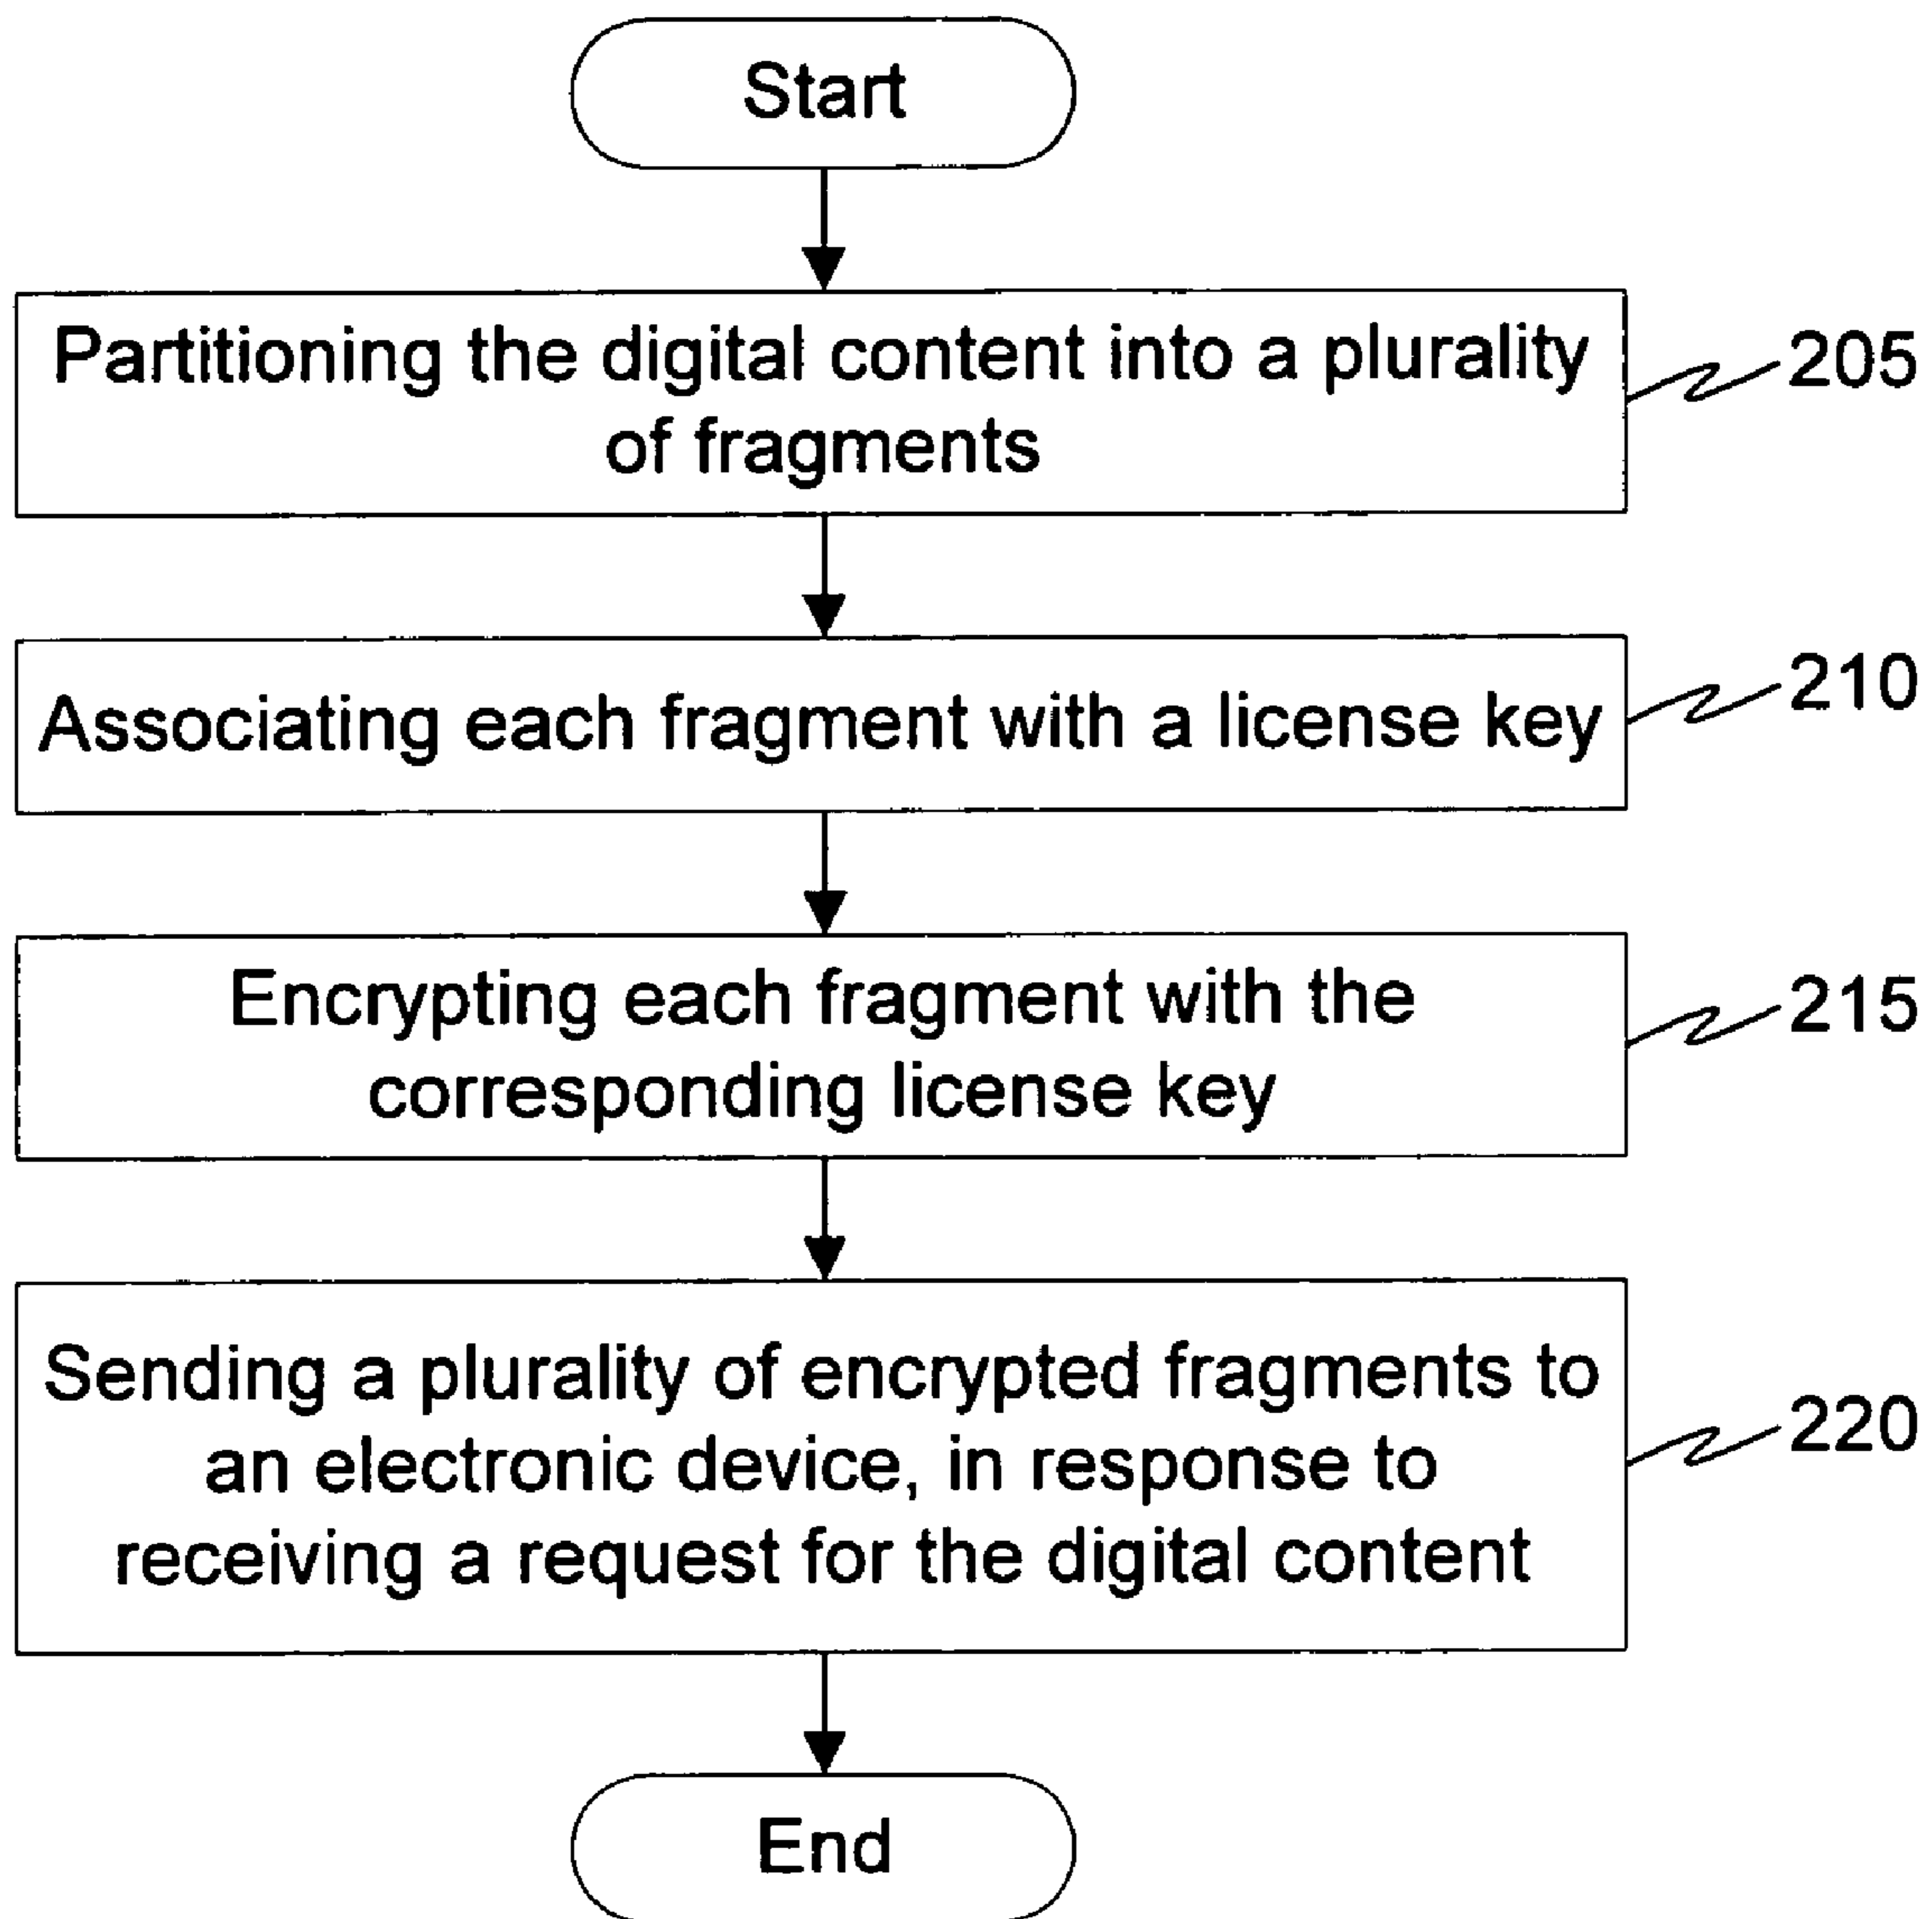 Start
Partitioning the digital content into a plurality
of fragments
205
Associating each fragment with a license key
210
Encrypting each fragment with the
corresponding license key
215
Sending a plurality of encrypted fragments to
an electronic device, in response to
receiving a request for the digital content
220
End